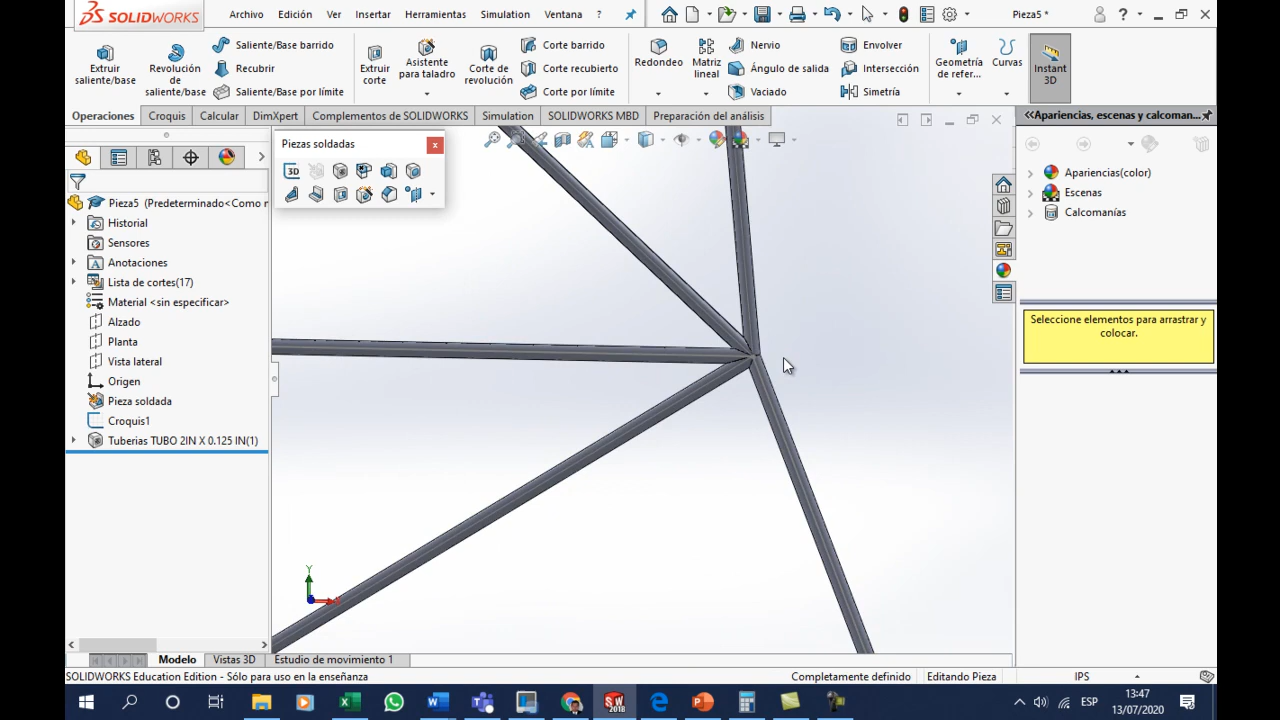 SOLIDWORKS
Archivo Edición Ver Insertar Herramientas Simulation Ventana ? Pieza5 *
Extruir saliente/base
Revolución de saliente/base
Saliente/Base barrido
Recubrir
Saliente/Base por límite
Extruir corte
Asistente para taladro
Corte de revolución
Corte barrido
Corte recubierto
Corte por límite
Redondeo
Matriz lineal
Nervio
Ángulo de salida
Vaciado
Envolver
Intersección
Simetría
Geometría de refer...
Curvas
Instant 3D
Operaciones Croquis Calcular DimXpert Complementos de SOLIDWORKS Simulation SOLIDWORKS MBD Preparación del análisis
<<Apariencias, escenas y calcoman...
Piezas soldadas
3D
Pieza5 (Predeterminado<Como m
Historial
Sensores
Anotaciones
Lista de cortes(17)
Material <sin especificar>
Alzado
Planta
Vista lateral
Origen
Pieza soldada
Croquis1
Tuberias TUBO 2IN X 0.125 IN(1)
Apariencias(color)
Escenas
Calcomanías
Seleccione elementos para arrastrar y
colocar.
Y
Modelo Vistas 3D Estudio de movimiento 1
SOLIDWORKS Education Edition - Sólo para uso en la enseñanza Completamente definido Editando Pieza IPS
ESP 13:47
13/07/2020